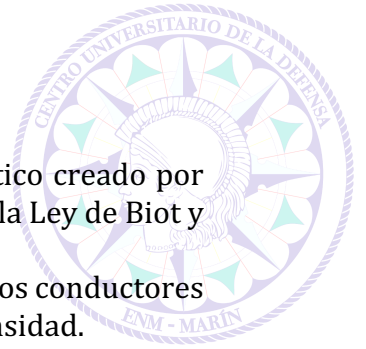 CENTRO UNIVERSITARIO DE LA DEFENSA
tico creado por
la Ley de Biot y
os conductores
nsidad.
ENM - MARÍN